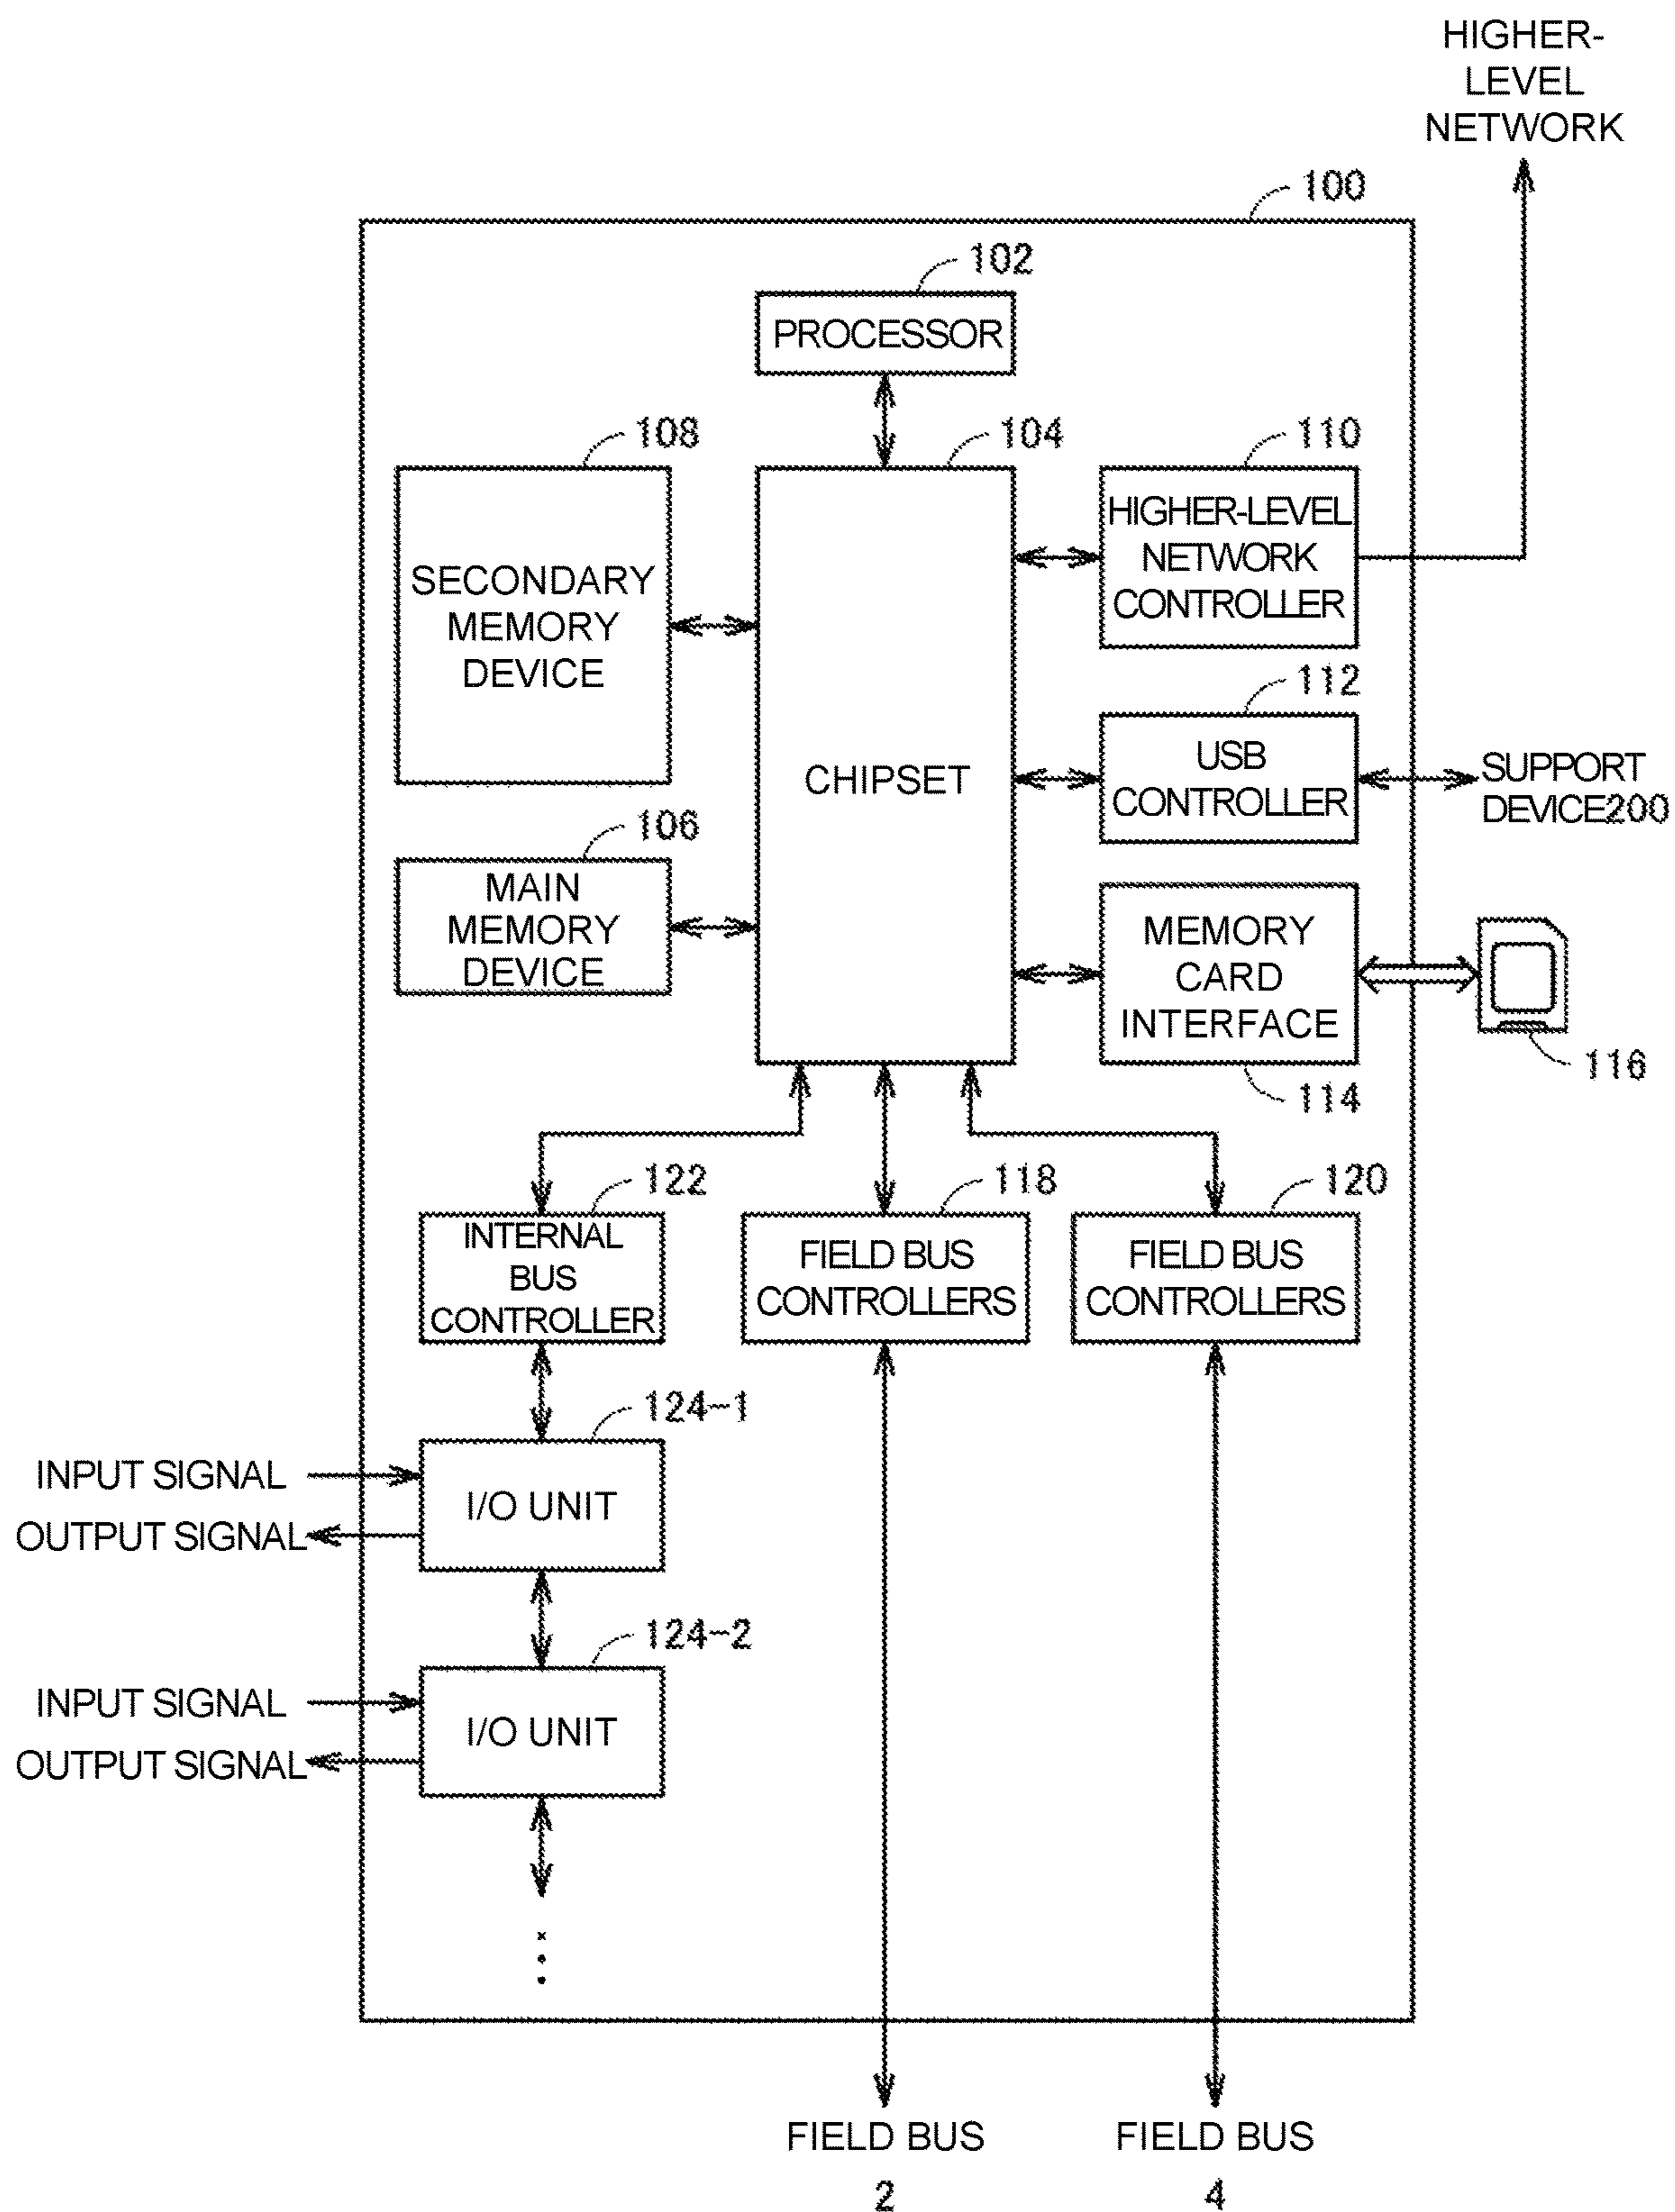 HIGHER-
LEVEL
NETWORK
100
102
PROCESSOR
108
104
110
SECONDARY
MEMORY
DEVICE
CHIPSET
HIGHER-LEVEL
NETWORK
CONTROLLER
112
USB
CONTROLLER
SUPPORT
DEVICE200
106
MAIN
MEMORY
DEVICE
MEMORY
CARD
INTERFACE
116
114
122
118
120
INTERNAL
BUS
CONTROLLER
FIELD BUS
CONTROLLERS
FIELD BUS
CONTROLLERS
124-1
INPUT SIGNAL
OUTPUT SIGNAL
I/O UNIT
124-2
INPUT SIGNAL
OUTPUT SIGNAL
I/O UNIT
FIELD BUS
2
FIELD BUS
4